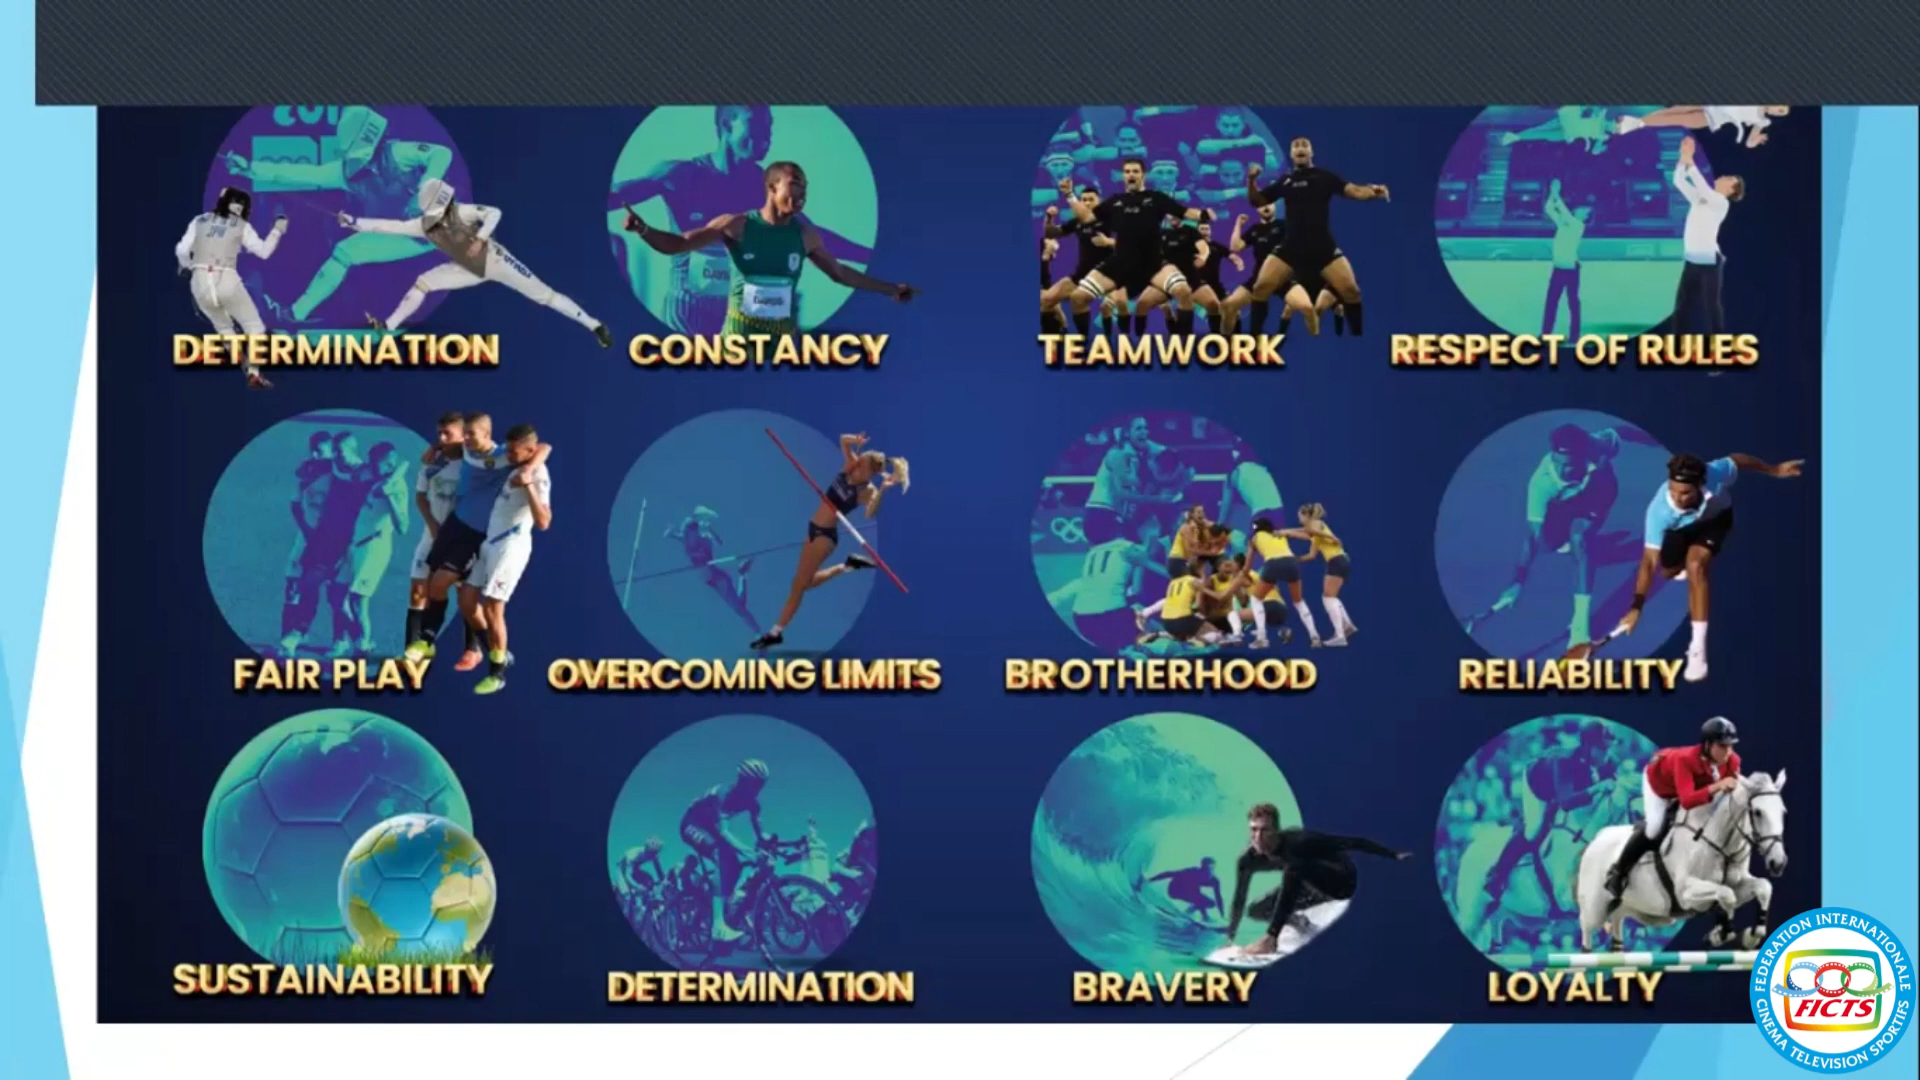 DETERMINATION
CONSTANCY
TEAMWORK
RESPECT OF RULES
FAIR PLAY
OVERCOMING LIMITS
BROTHERHOOD
RELIABILITY
SUSTAINABILITY
DETERMINATION
BRAVERY
LOYALTY
FEDERATION INTERNATIONALE
CINEMA TELEVISION SPORTIFS
FICTS